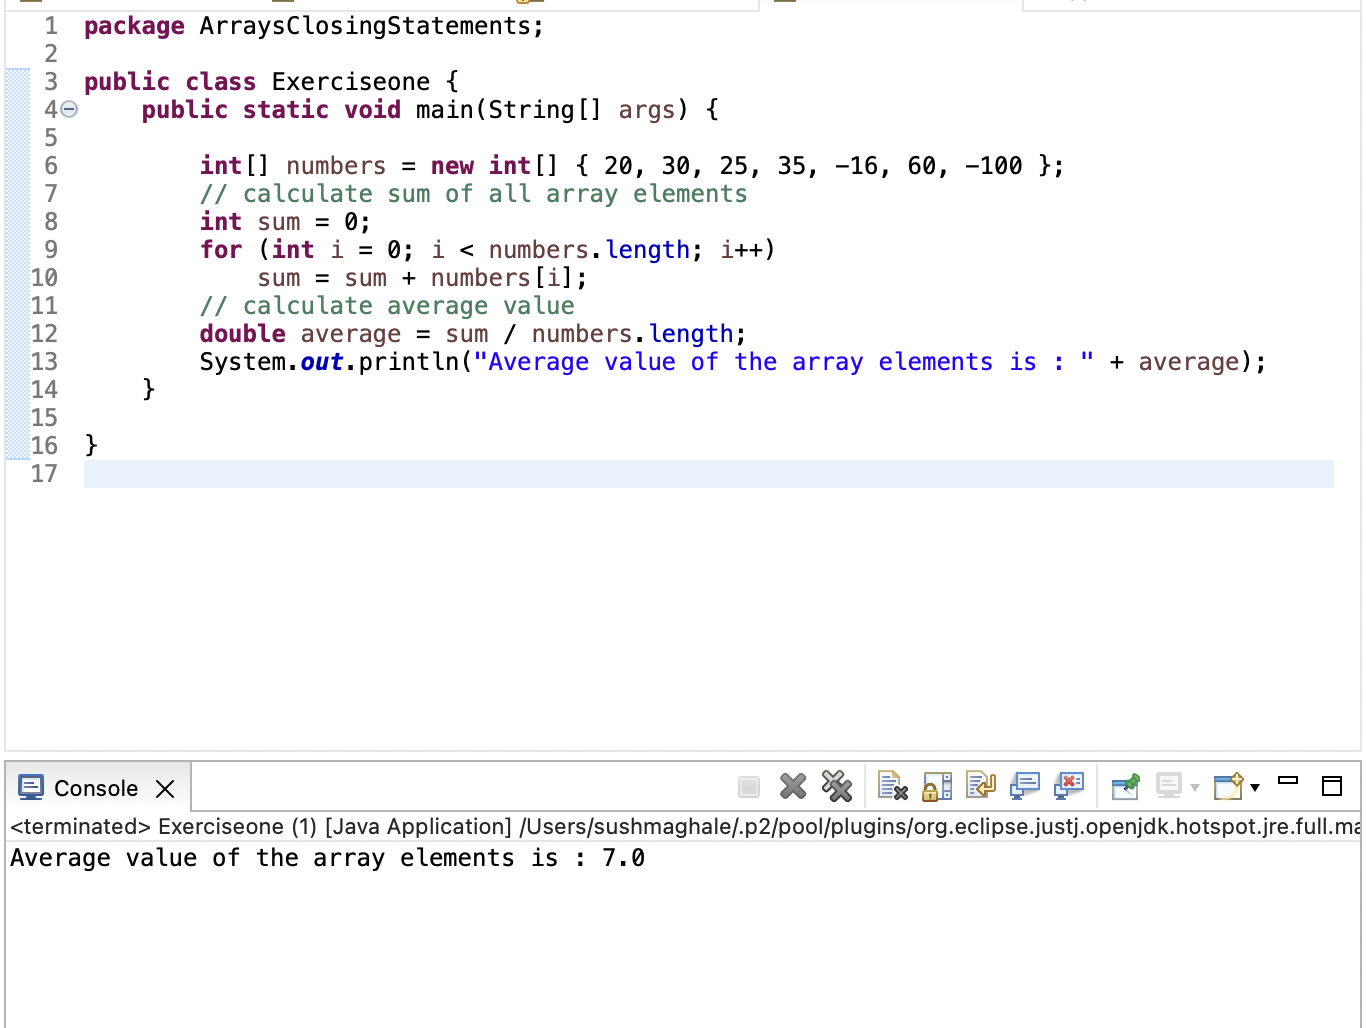 1 package ArraysClosingStatements;
2
3 public class Exerciseone {
4 public static void main(String[] args) {
5
6 int[] numbers = new int[] { 20, 30, 25, 35, -16, 60, -100 };
7 // calculate sum of all array elements
8 int sum = 0;
9 for (int i = 0; i < numbers.length; i++)
10 sum = sum + numbers[i];
11 // calculate average value
12 double average = sum / numbers.length;
13 System.out.println("Average value of the array elements is : " + average);
14 }
15
16 }
17
Console
<terminated> Exerciseone (1) [Java Application] /Users/sushmaghale/.p2/pool/plugins/org.eclipse.justj.openjdk.hotspot.jre.full.ma
Average value of the array elements is : 7.0